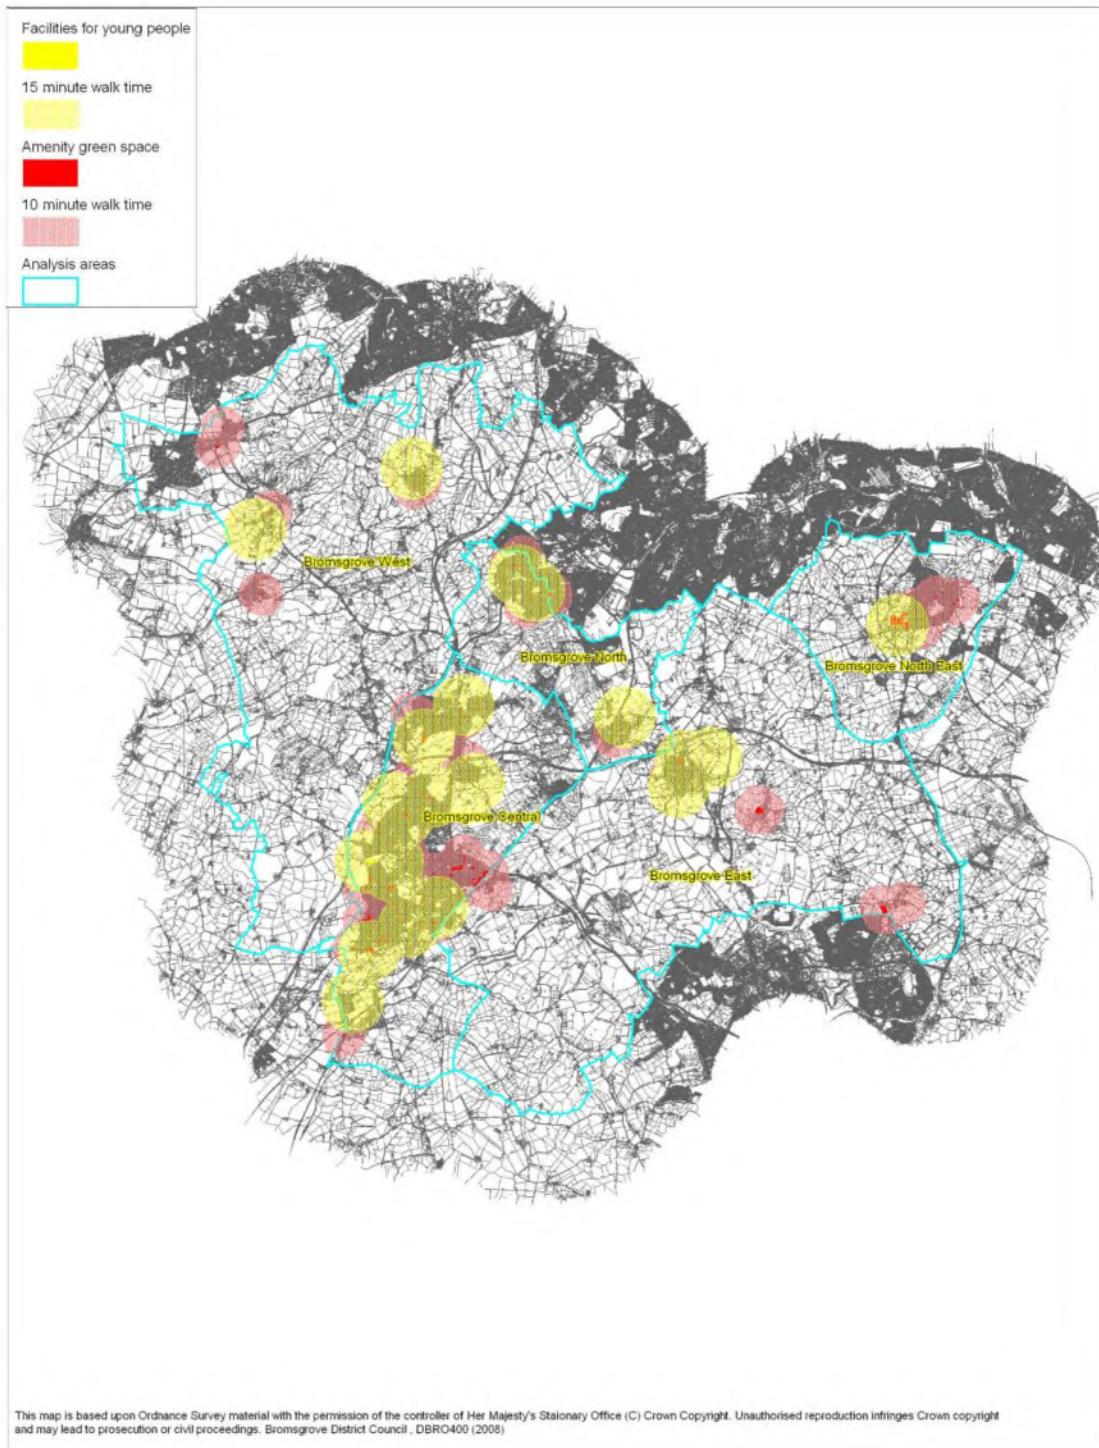 Facilities for young people
15 minute walk time
Amenity green space
10 minute walk time
Analysis areas
Bromsgrove West
Bromsgrove North
Bromsgrove North East
Bromsgrove Central
Bromsgrove East
This map is based upon Ordnance Survey material with the permission of the controller of Her Majesty's Staionary Office (C) Crown Copyright. Unauthorised reproduction infringes Crown copyright
and may lead to prosecution or civil proceedings. Bromsgrove District Council , DBRO400 (2008)